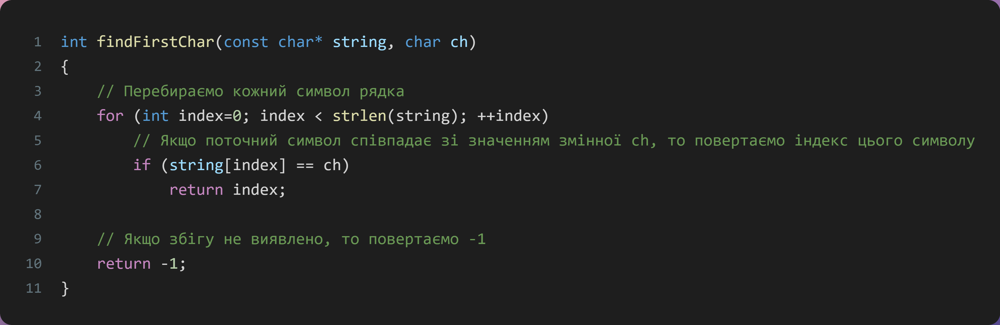 1 int findFirstChar(const char* string, char ch)
2 {
3 // Перебираємо кожний символ рядка
4 for (int index=0; index < strlen(string); ++index)
5 // Якщо поточний символ співпадає зі значенням змінної ch, то повертаємо індекс цього символу
6 if (string[index] == ch)
7 return index;
8
9 // Якщо збігу не виявлено, то повертаємо -1
10 return -1;
11 }